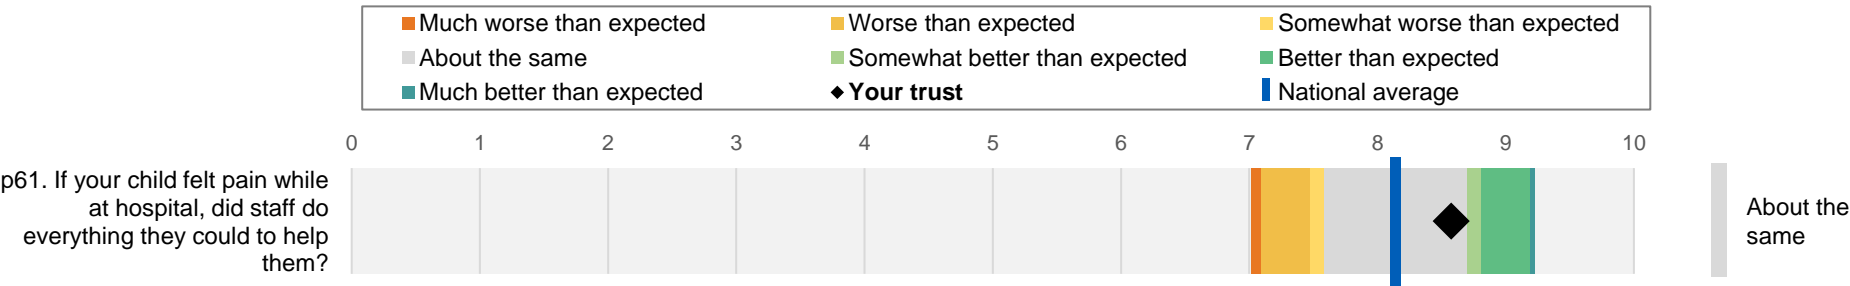 Much worse than expected
Worse than expected
Somewhat worse than expected
About the same
Somewhat better than expected
Better than expected
Much better than expected
Your trust
National average
0 1 2 3 4 5 6 7 8 9 10
p61. If your child felt pain while
at hospital, did staff do
everything they could to help
them?
About the
same